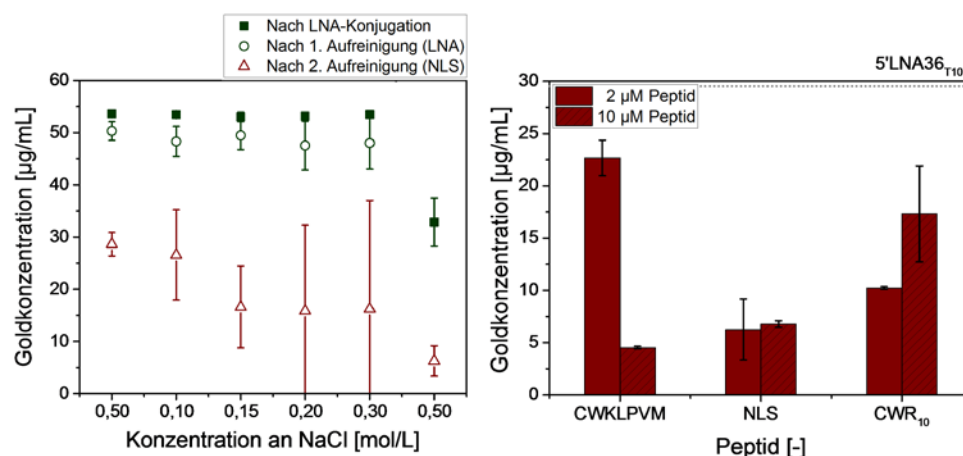 Nach LNA-Konjugation
Nach 1. Aufreinigung (LNA)
Nach 2. Aufreinigung (NLS)
60
50
40
30
20
10
0
Goldkonzentration [µg/mL]
0,50 0,10 0,15 0,20 0,30 0,50
Konzentration an NaCl [mol/L]
5'LNA36T10
2 µM Peptid
10 µM Peptid
30
25
20
15
10
5
0
Goldkonzentration [µg/mL]
CWKLPVM NLS CWR10
Peptid [-]